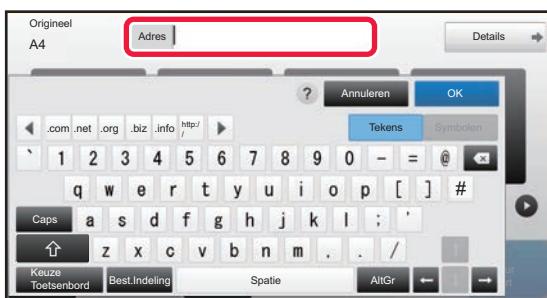 Origineel
A4
Adres
Details
? Annuleren OK
.com .net .org .biz .info http:/
/
Tekens Symbolen
` 1 2 3 4 5 6 7 8 9 0 - = @
q w e r t y u i o p [ ] #
Caps a s d f g h j k l ; '
z x c v b n m , . /
Keuze
Toetsenbord Best.Indeling Spatie AltGr